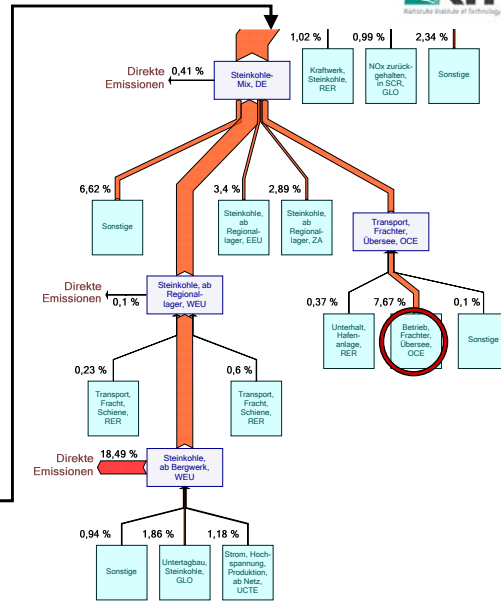 Karlsruhe Institute of Technology
1,02 %
0,99 %
2,34 %
Direkte
Emissionen
0,41 %
Steinkohle-
Mix, DE
Kraftwerk,
Steinkohle,
RER
NOx zurück-
gehalten,
in SCR,
GLO
Sonstige
6,62 %
3,4 %
2,89 %
Sonstige
Steinkohle,
ab
Regional-
lager, EEU
Steinkohle,
ab
Regional-
lager, ZA
Transport,
Frachter,
Übersee, OCE
Direkte
Emissionen
0,1 %
Steinkohle, ab
Regional-
lager, WEU
0,37 %
7,67 %
0,1 %
Unterhalt,
Hafen-
anlage,
RER
Betrieb,
Frachter,
Übersee,
OCE
Sonstige
0,23 %
0,6 %
Transport,
Fracht,
Schiene,
RER
Transport,
Fracht,
Schiene,
RER
Direkte
Emissionen
18,49 %
Steinkohle,
ab Bergwerk,
WEU
0,94 %
1,86 %
1,18 %
Sonstige
Untertagbau,
Steinkohle,
GLO
Strom, Hoch-
spannung,
Produktion,
ab Netz,
UCTE